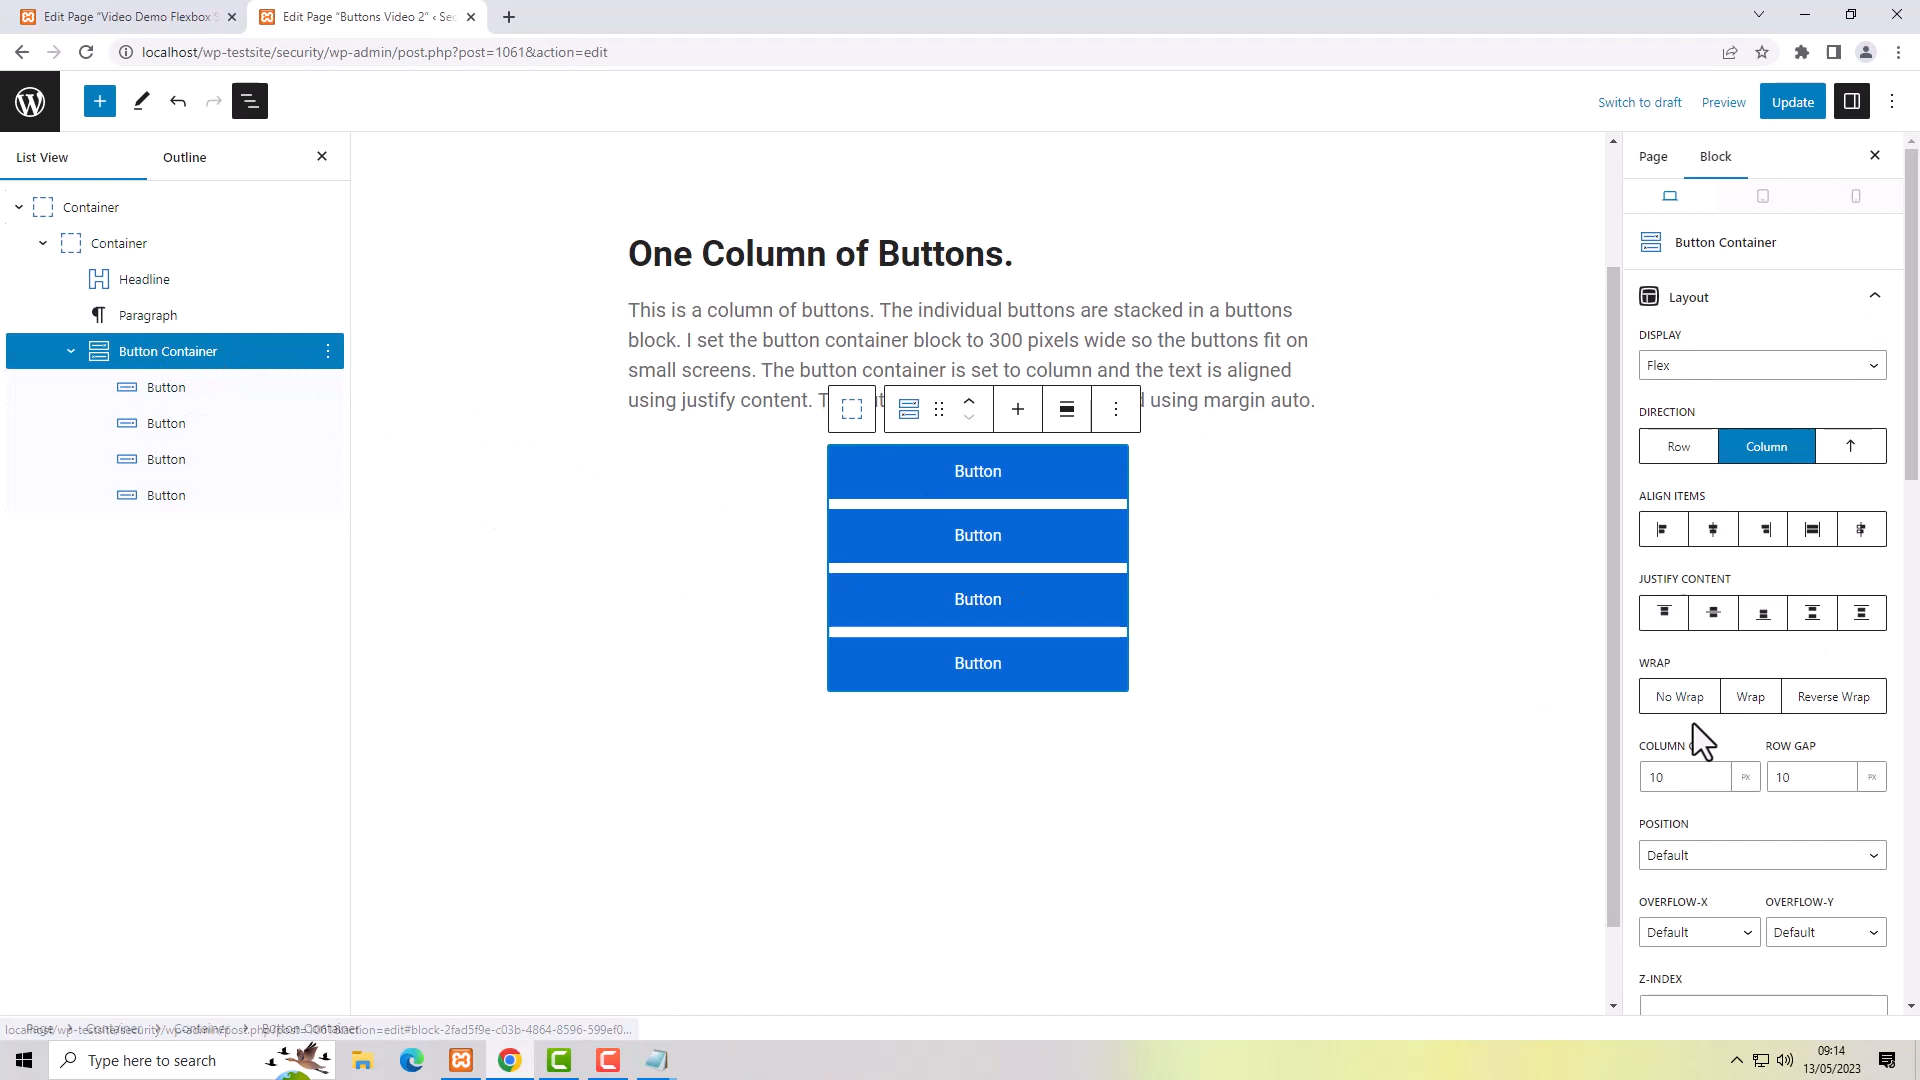 Edit Page “Video Demo Flexbox S
Edit Page “Buttons Video 2” ‹ Sec
localhost/wp-testsite/security/wp-admin/post.php?post=1061&action=edit
Switch to draft
Preview
Update
List View
Outline
Container
Container
Headline
Paragraph
Button Container
Button
Button
Button
Button
One Column of Buttons.
This is a column of buttons. The individual buttons are stacked in a buttons
block. I set the button container block to 300 pixels wide so the buttons fit on
small screens. The button container is set to column and the text is aligned
using justify content. T using margin auto.
Button
Button
Button
Button
Page
Block
Button Container
Layout
DISPLAY
Flex
DIRECTION
Row
Column
ALIGN ITEMS
JUSTIFY CONTENT
WRAP
No Wrap
Wrap
Reverse Wrap
COLUMN
ROW GAP
10
PX
10
PX
POSITION
Default
OVERFLOW-X
OVERFLOW-Y
Default
Default
Z-INDEX
Type here to search
09:14
13/05/2023